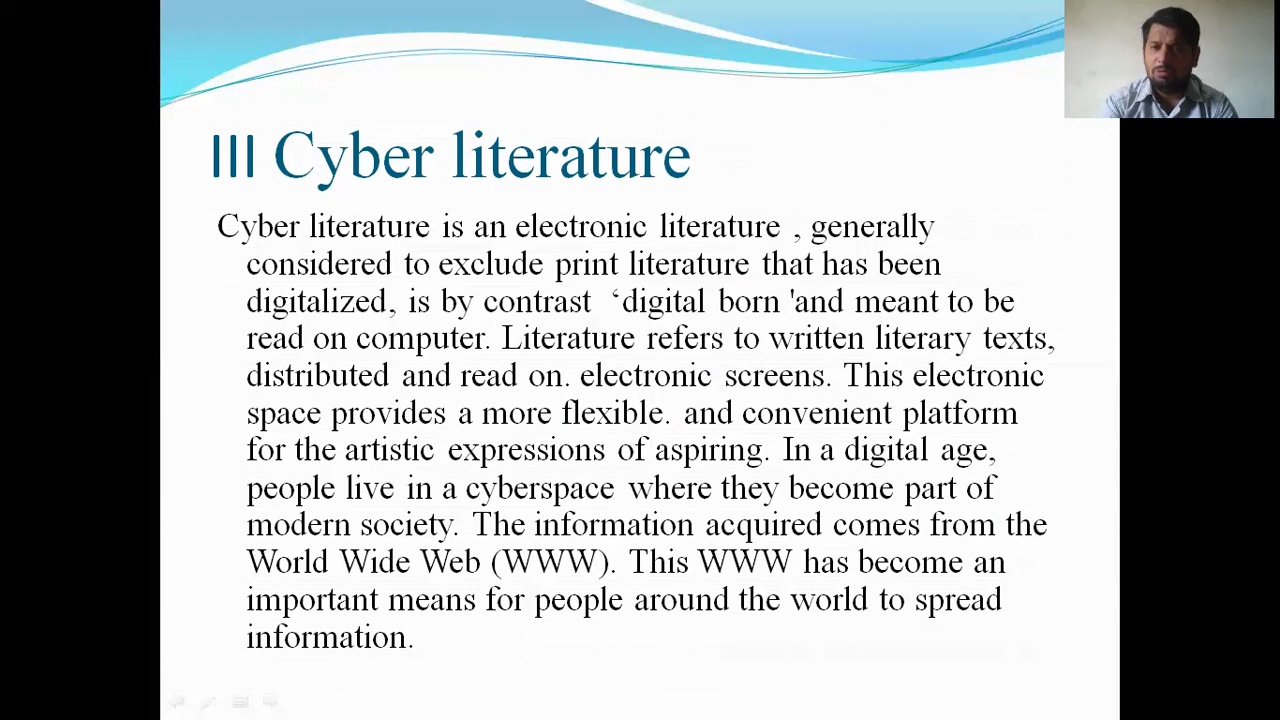 III Cyber literature
Cyber literature is an electronic literature , generally
considered to exclude print literature that has been
digitalized, is by contrast ‘digital born 'and meant to be
read on computer. Literature refers to written literary texts,
distributed and read on. electronic screens. This electronic
space provides a more flexible. and convenient platform
for the artistic expressions of aspiring. In a digital age,
people live in a cyberspace where they become part of
modern society. The information acquired comes from the
World Wide Web (WWW). This WWW has become an
important means for people around the world to spread
information.